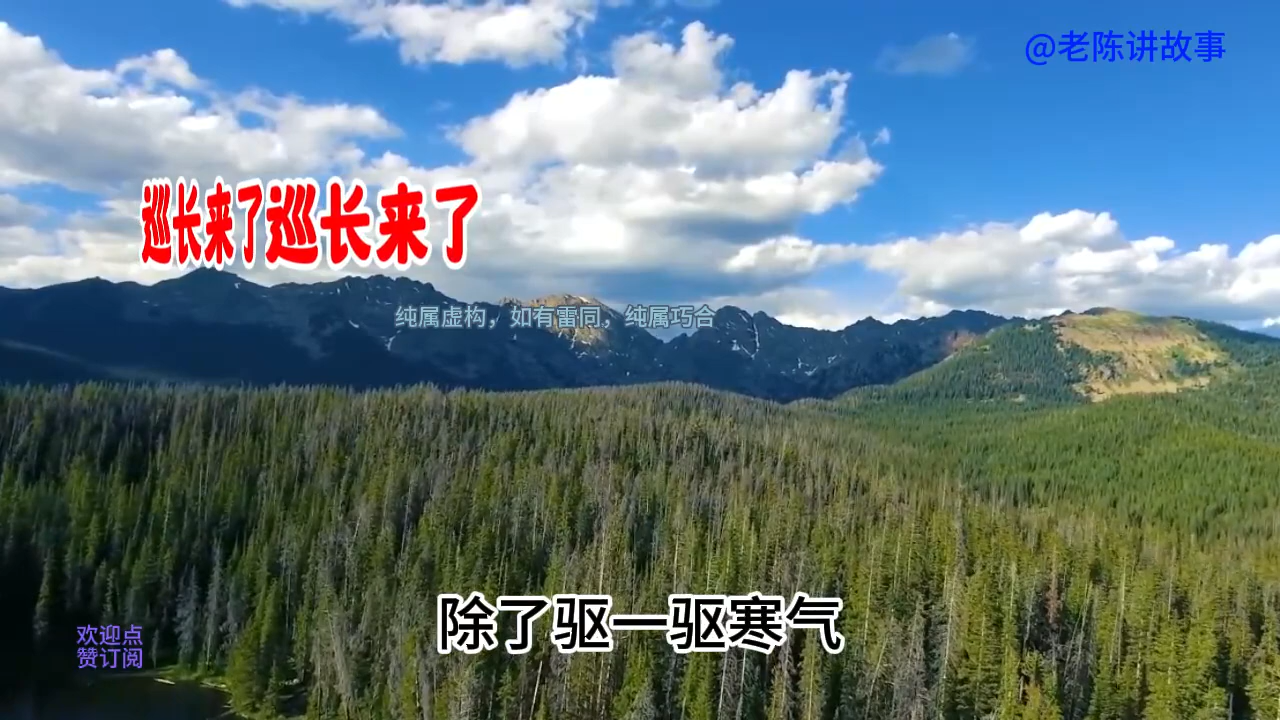 @老陈讲故事
巡长来了巡长来了
纯属虚构，如有雷同，纯属巧合
除了驱一驱寒气
欢迎点
赞订阅